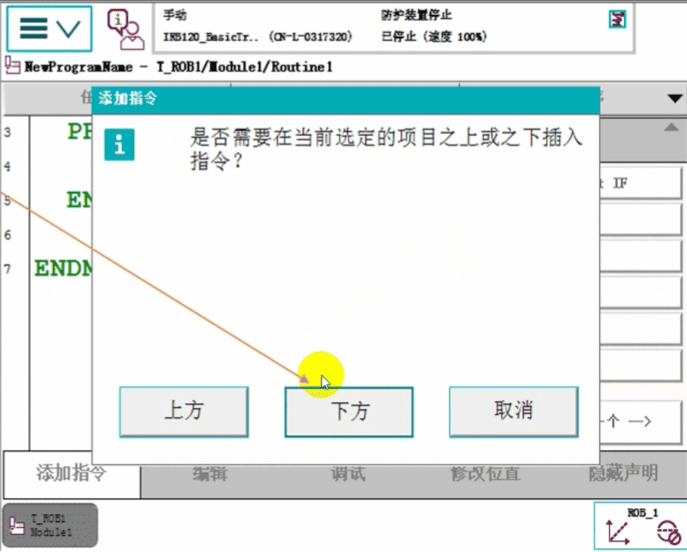 手动
防护装置停止
IRB120_BasicTr.. (CN-L-0317320)
已停止 (速度 100%)
NewProgramName - T_ROB1/Module1/Routine1
添加指令
是否需要在当前选定的项目之上或之下插入
指令?
3
PR
4
5
EN
6
7
ENDM
IF
上方
下方
取消
个 —>
添加指令
编辑
调试
修改位置
隐藏声明
T_ROB1
Module1
ROB_1